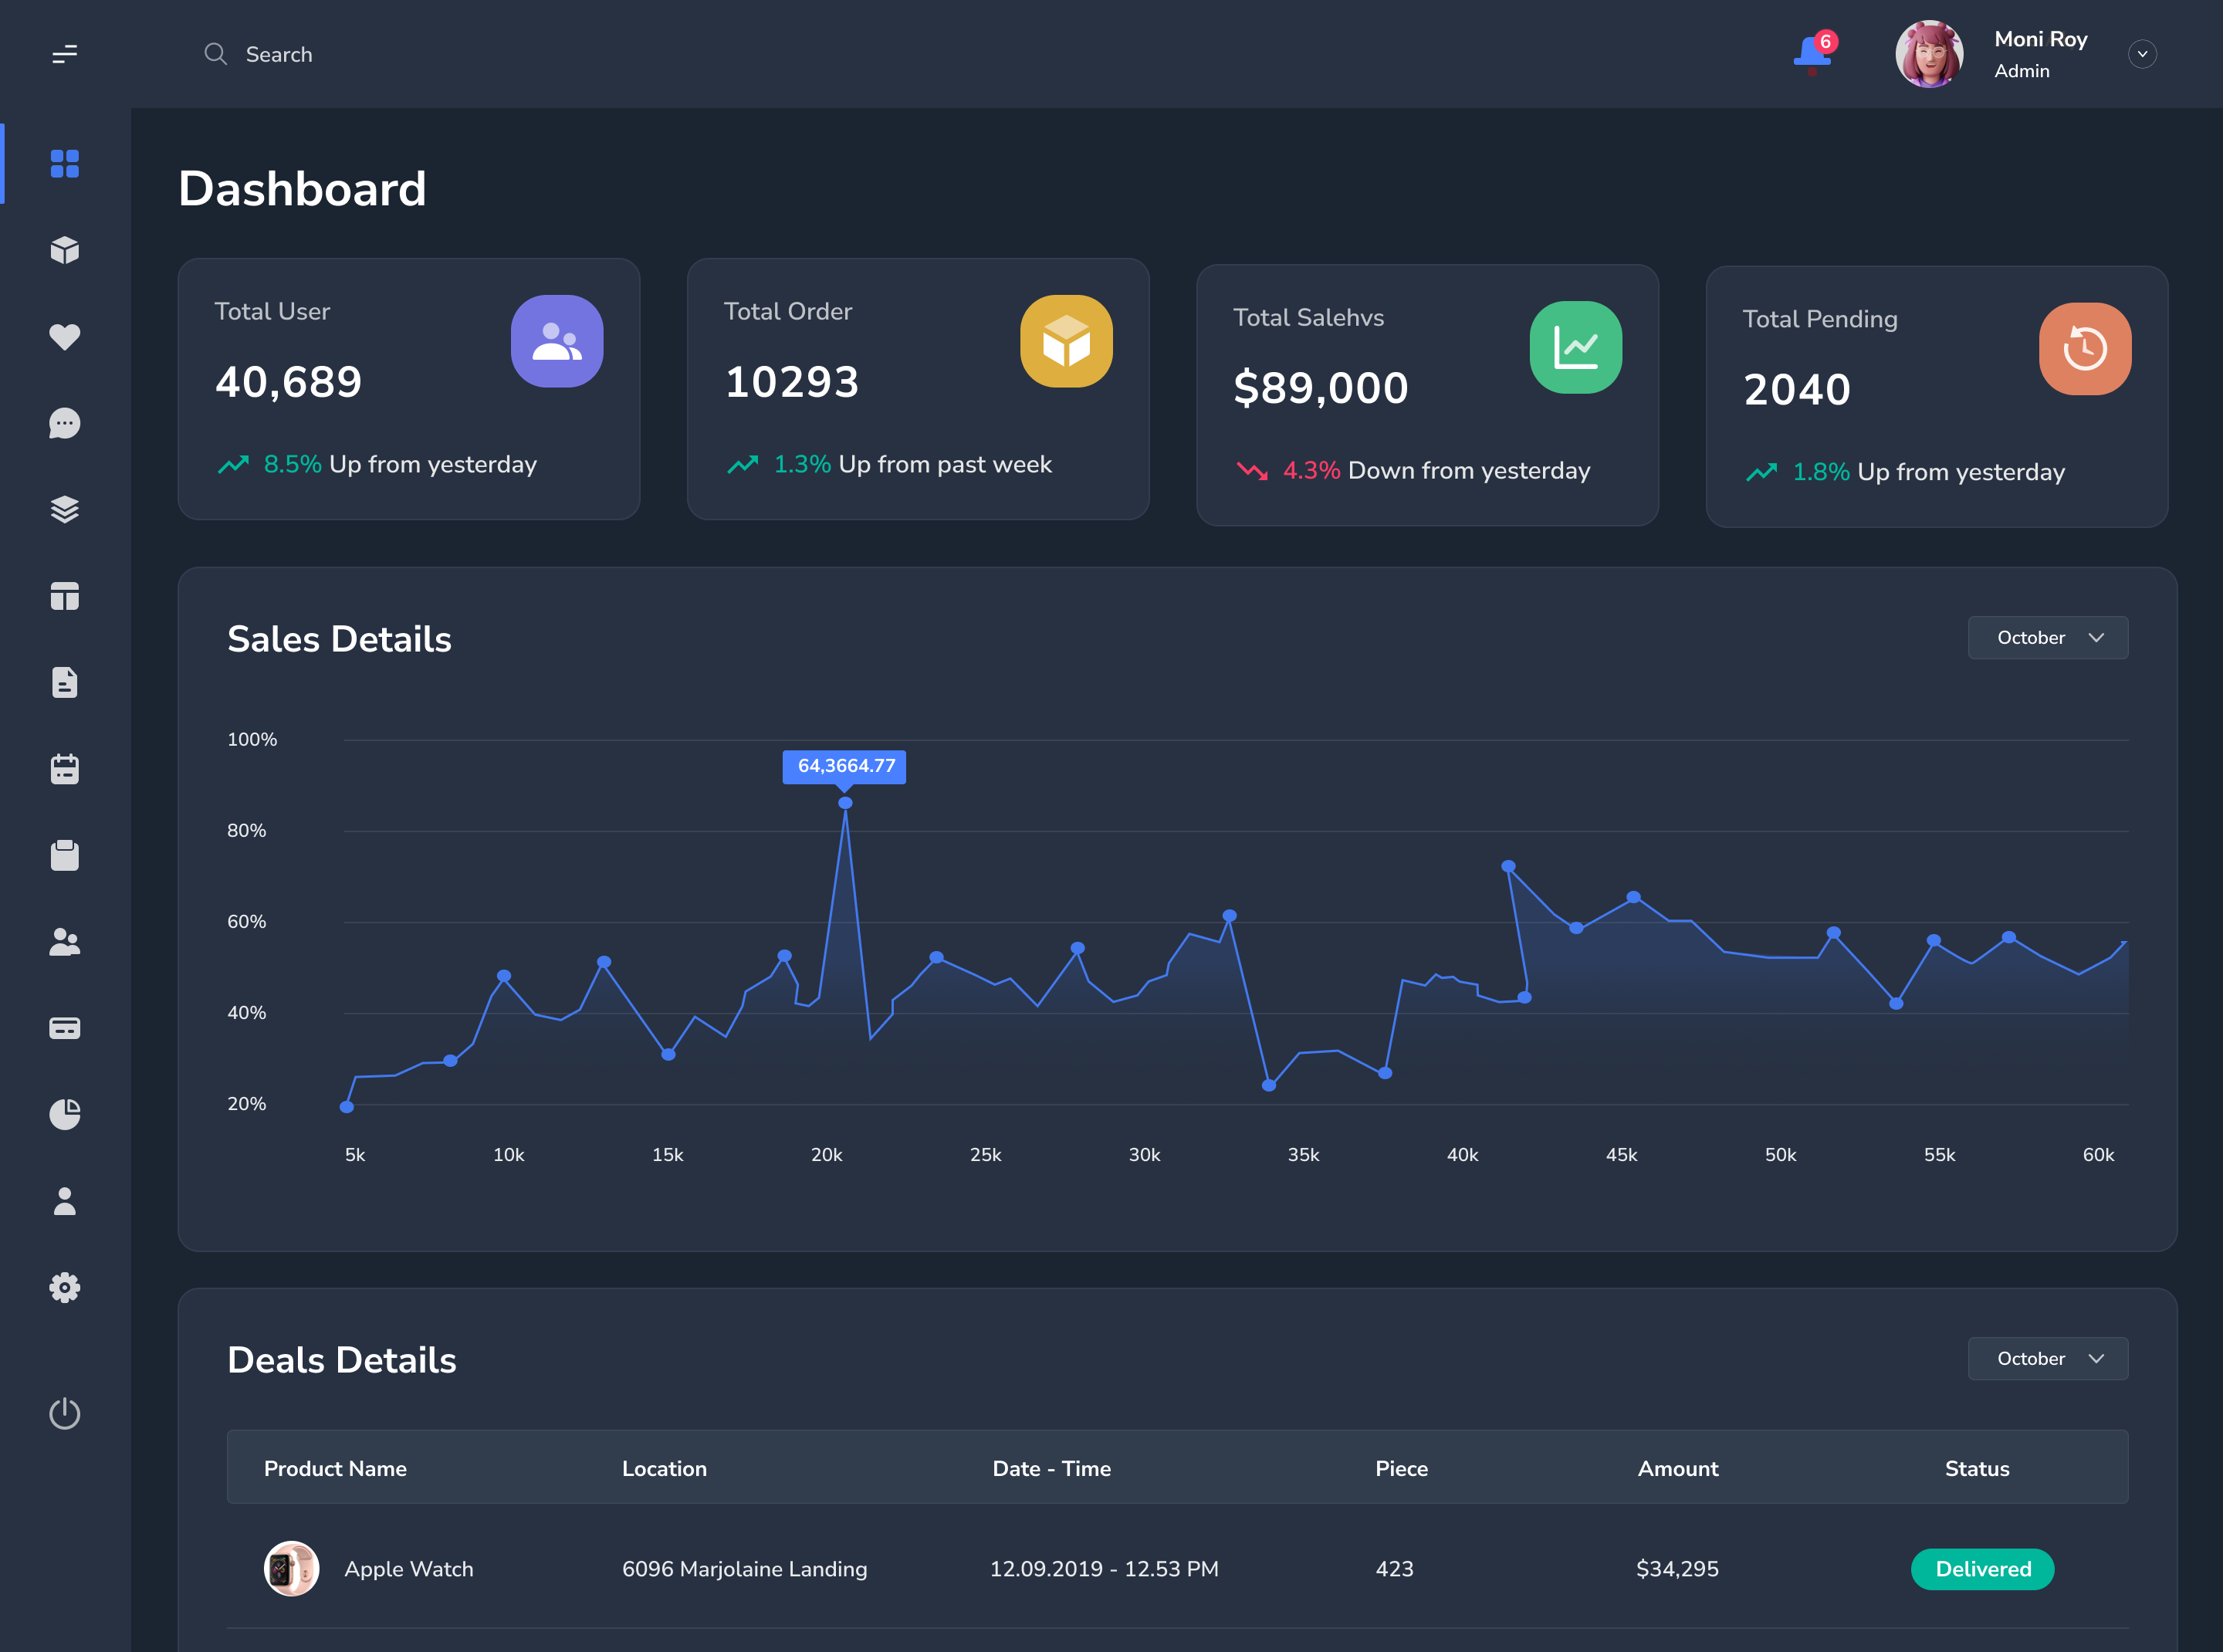 Search
6
Moni Roy
Admin
Dashboard
Total User
40,689
8.5% Up from yesterday
Total Order
10293
1.3% Up from past week
Total Salehvs
$89,000
4.3% Down from yesterday
Total Pending
2040
1.8% Up from yesterday
Sales Details
October
100%
80%
60%
40%
20%
64,3664.77
5k 10k 15k 20k 25k 30k 35k 40k 45k 50k 55k 60k
Deals Details
October
Product Name Location Date - Time Piece Amount Status
Apple Watch 6096 Marjolaine Landing 12.09.2019 - 12.53 PM 423 $34,295 Delivered